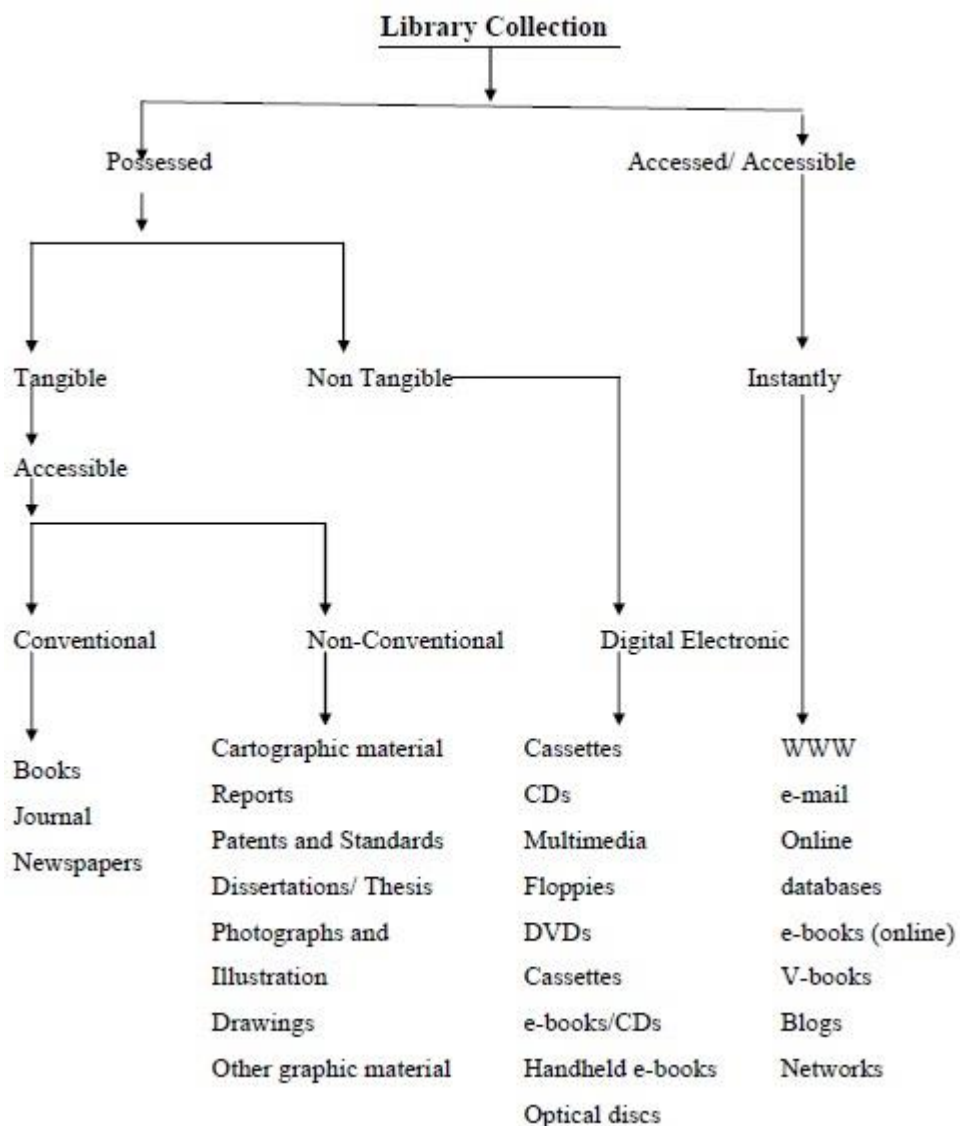 Library Collection
Possessed
Accessed/ Accessible
Tangible
Non Tangible
Instantly
Accessible
Conventional
Non-Conventional
Digital Electronic
Books
Journal
Newspapers
Cartographic material
Reports
Patents and Standards
Dissertations/ Thesis
Photographs and
Illustration
Drawings
Other graphic material
Cassettes
CDs
Multimedia
Floppies
DVDs
Cassettes
e-books/CDs
Handheld e-books
Optical discs
WWW
e-mail
Online
databases
e-books (online)
V-books
Blogs
Networks